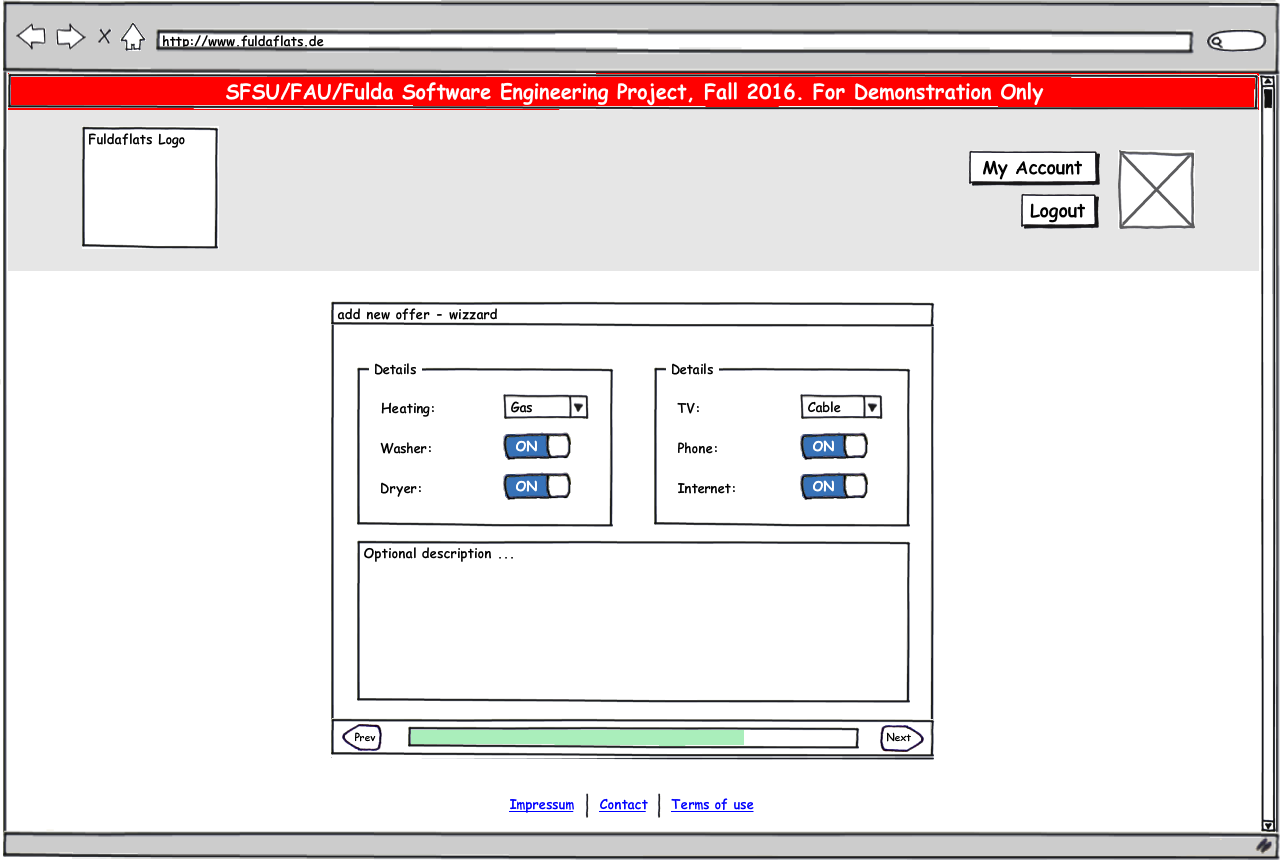 http://www.fuldaflats.de
SFSU/FAU/Fulda Software Engineering Project, Fall 2016. For Demonstration Only
Fuldaflats Logo
My Account
Logout
add new offer - wizzard
Details
Heating: Gas
Washer: ON
Dryer: ON
Details
TV: Cable
Phone: ON
Internet: ON
Optional description ...
Prev
Next
Impressum Contact Terms of use